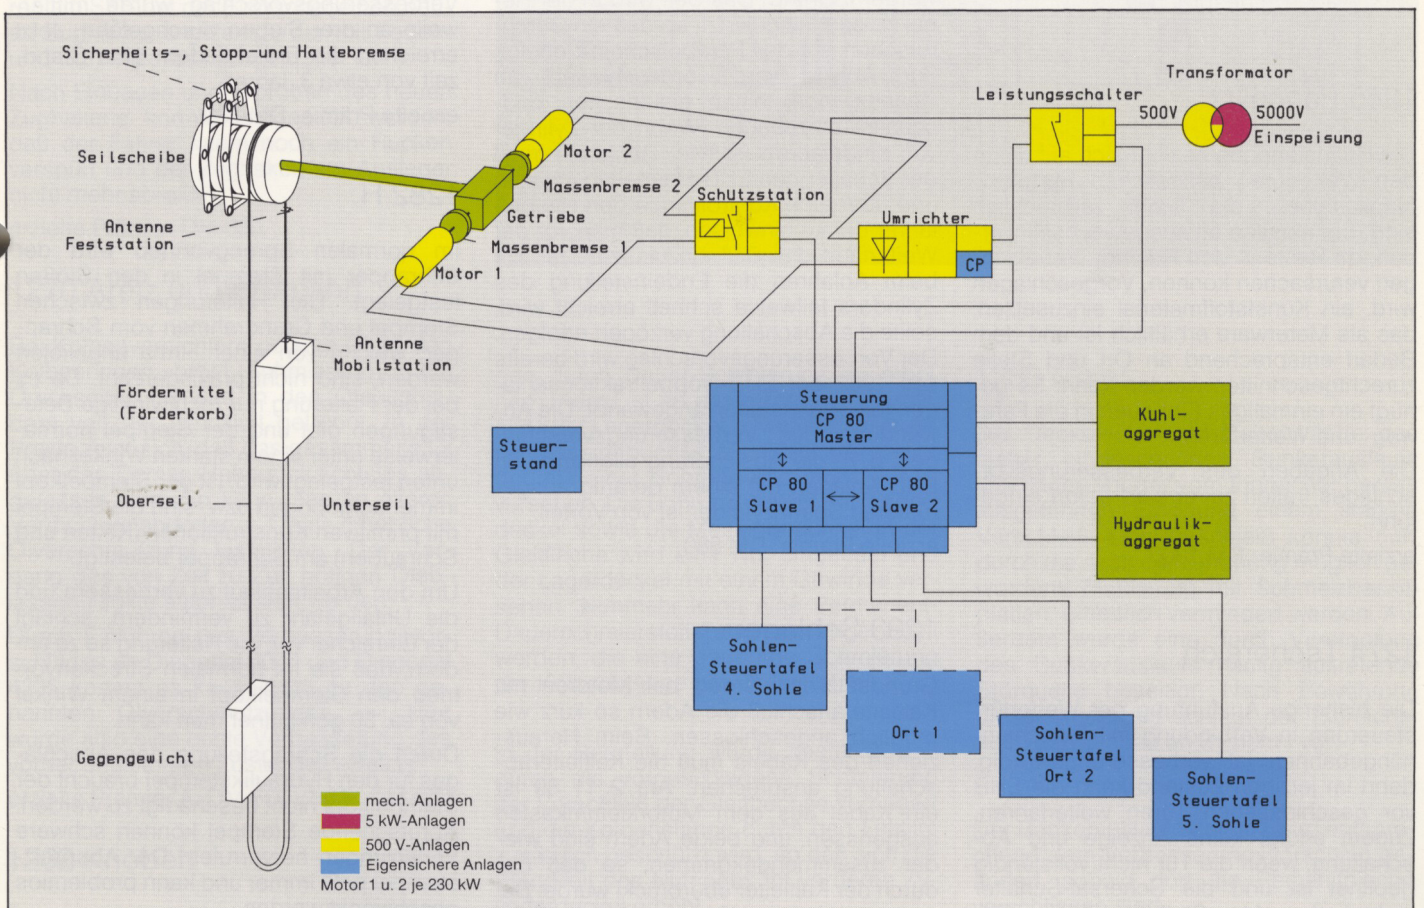 Sicherheits-, Stopp-und Haltebremse
Transformator
Leistungsschalter
500V
5000V
Einspeisung
Motor 2
Seilscheibe
Massenbremse 2
Schützstation
Getriebe
Umrichter
Antenne
Feststation
Massenbremse 1
CP
Motor 1
Antenne
Mobilstation
Fördermittel
(Förderkorb)
Steuerung
CP 80
Master
Kühl-
aggregat
Steuer-
stand
CP 80
Slave 1
CP 80
Slave 2
Oberseil
Unterseil
Hydraulik-
aggregat
Sohlen-
Steuertafel
4. Sohle
Ort 1
Sohlen-
Steuertafel
Ort 2
Sohlen-
Steuertafel
5. Sohle
Gegengewicht
mech. Anlagen
5 kW-Anlagen
500 V-Anlagen
Eigensichere Anlagen
Motor 1 u. 2 je 230 kW